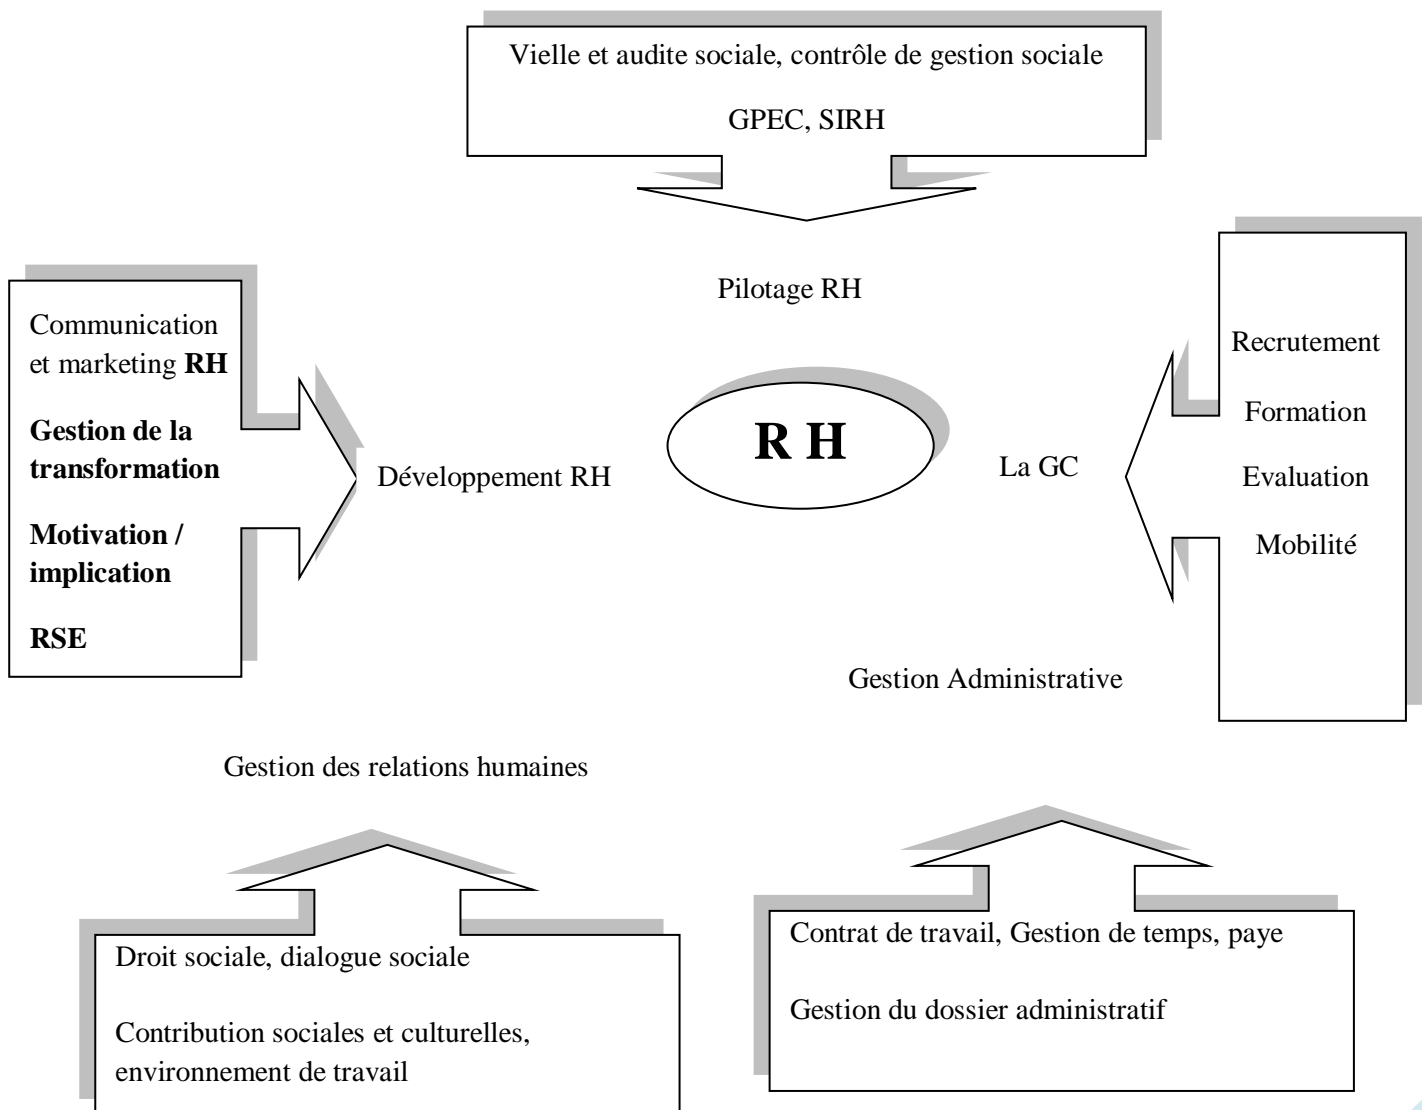 Vielle et audite sociale, contrôle de gestion sociale
GPEC, SIRH
Pilotage RH
Communication
et marketing RH
Gestion de la
transformation
Motivation /
implication
RSE
Développement RH
R H
La GC
Recrutement
Formation
Evaluation
Mobilité
Gestion Administrative
Gestion des relations humaines
Droit sociale, dialogue sociale
Contribution sociales et culturelles,
environnement de travail
Contrat de travail, Gestion de temps, paye
Gestion du dossier administratif